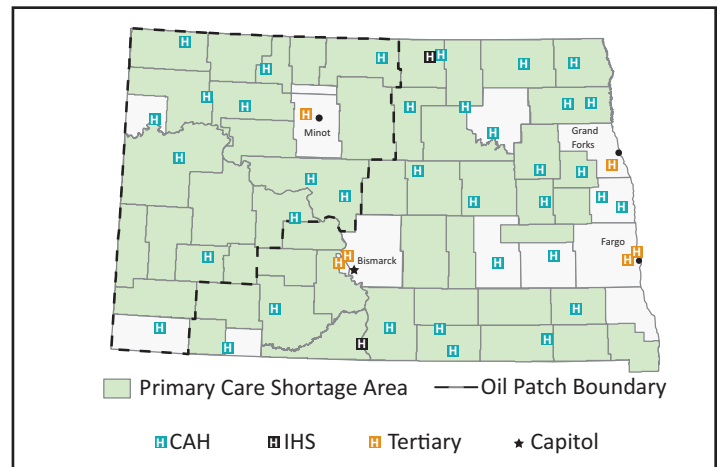 Minot
Grand
Forks
Bismarck
Fargo
Primary Care Shortage Area
Oil Patch Boundary
H CAH
H IHS
H Tertiary
Capitol